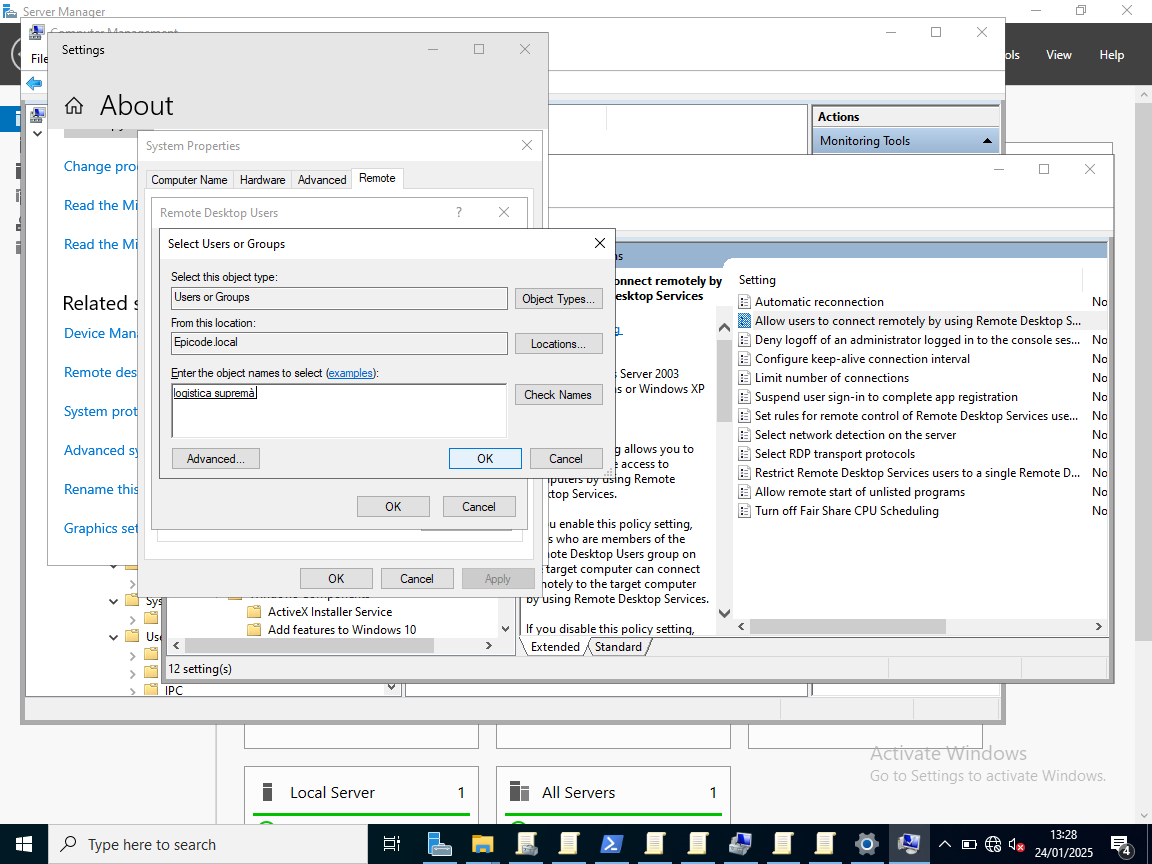 Server Manager
Tools
View
Help
Computer Management
File
Settings
About
Change pro
Read the Mi
Read the Mi
Related s
Device Mana
Remote des
System prot
Advanced sy
Rename this
Graphics set
System Properties
Computer Name
Hardware
Advanced
Remote
Remote Desktop Users
?
Select Users or Groups
Select this object type:
Users or Groups
Object Types...
From this location:
Epicode.local
Locations...
Enter the object names to select (examples):
logistica supremà
Check Names
Advanced...
OK
Cancel
OK
Cancel
OK
Cancel
Apply
Actions
Monitoring Tools
ns
nnect remotely by
esktop Services
g
Server 2003
ns or Windows XP
g allows you to
e access to
puters by using Remote
top Services.
u enable this policy setting,
s who are members of the
ote Desktop Users group on
target computer can connect
notely to the target computer
by using Remote Desktop Services.
If you disable this policy setting,
Setting
Automatic reconnection No
Allow users to connect remotely by using Remote Desktop S... No
Deny logoff of an administrator logged in to the console ses... No
Configure keep-alive connection interval No
Limit number of connections No
Suspend user sign-in to complete app registration No
Set rules for remote control of Remote Desktop Services use... No
Select network detection on the server No
Select RDP transport protocols No
Restrict Remote Desktop Services users to a single Remote D... No
Allow remote start of unlisted programs No
Turn off Fair Share CPU Scheduling No
Windows Components
ActiveX Installer Service
Add features to Windows 10
Sys
Use
IPC
Extended
Standard
12 setting(s)
Activate Windows
Go to Settings to activate Windows.
Local Server 1
All Servers 1
Type here to search
13:28
24/01/2025
4